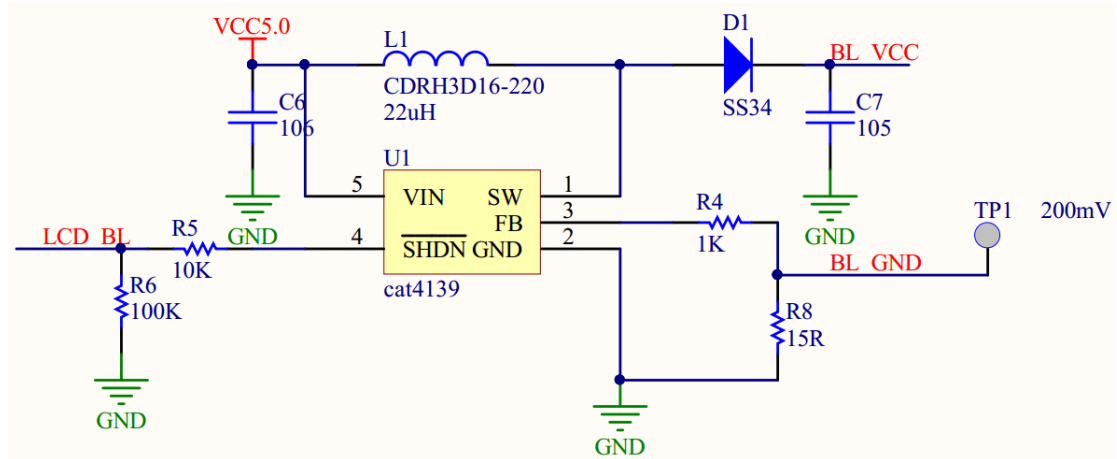 VCC5.0
L1
CDRH3D16-220
22uH
D1
SS34
BL_VCC
C6
106
GND
C7
105
GND
U1
5 VIN SW 1
FB 3
4 SHDN GND 2
cat4139
LCD_BL
R5
10K
R6
100K
GND
R4
1K
TP1 200mV
BL_GND
R8
15R
GND